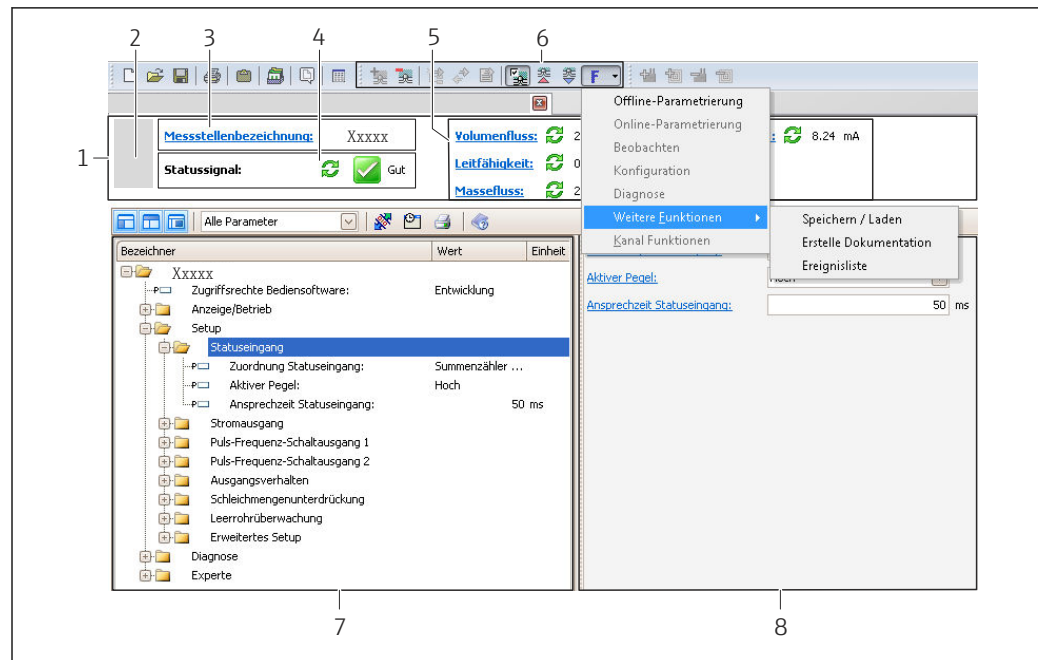 2 3 4 5 6
F
Offline-Parametrierung
Online-Parametrierung
Beobachten
Konfiguration
Diagnose
Weitere Funktionen
Kanal Funktionen
Speichern / Laden
Erstelle Dokumentation
Ereignisliste
1
Messstellenbezeichnung: Xxxxx
Statussignal: Gut
Volumenfluss: 2
Leitfähigkeit: 0
Massefluss: 2
: 8.24 mA
Alle Parameter
Bezeichner Wert Einheit
Xxxxx
Zugriffsrechte Bediensoftware: Entwicklung
Anzeige/Betrieb
Setup
Statuseingang
Zuordnung Statuseingang: Summenzähler ...
Aktiver Pegel: Hoch
Ansprechzeit Statuseingang: 50 ms
Stromausgang
Puls-Frequenz-Schaltausgang 1
Puls-Frequenz-Schaltausgang 2
Ausgangsverhalten
Schleichmengenunterdrückung
Leerrohrüberwachung
Erweitertes Setup
Diagnose
Experte
Aktiver Pegel:
Ansprechzeit Statuseingang: 50 ms
7 8